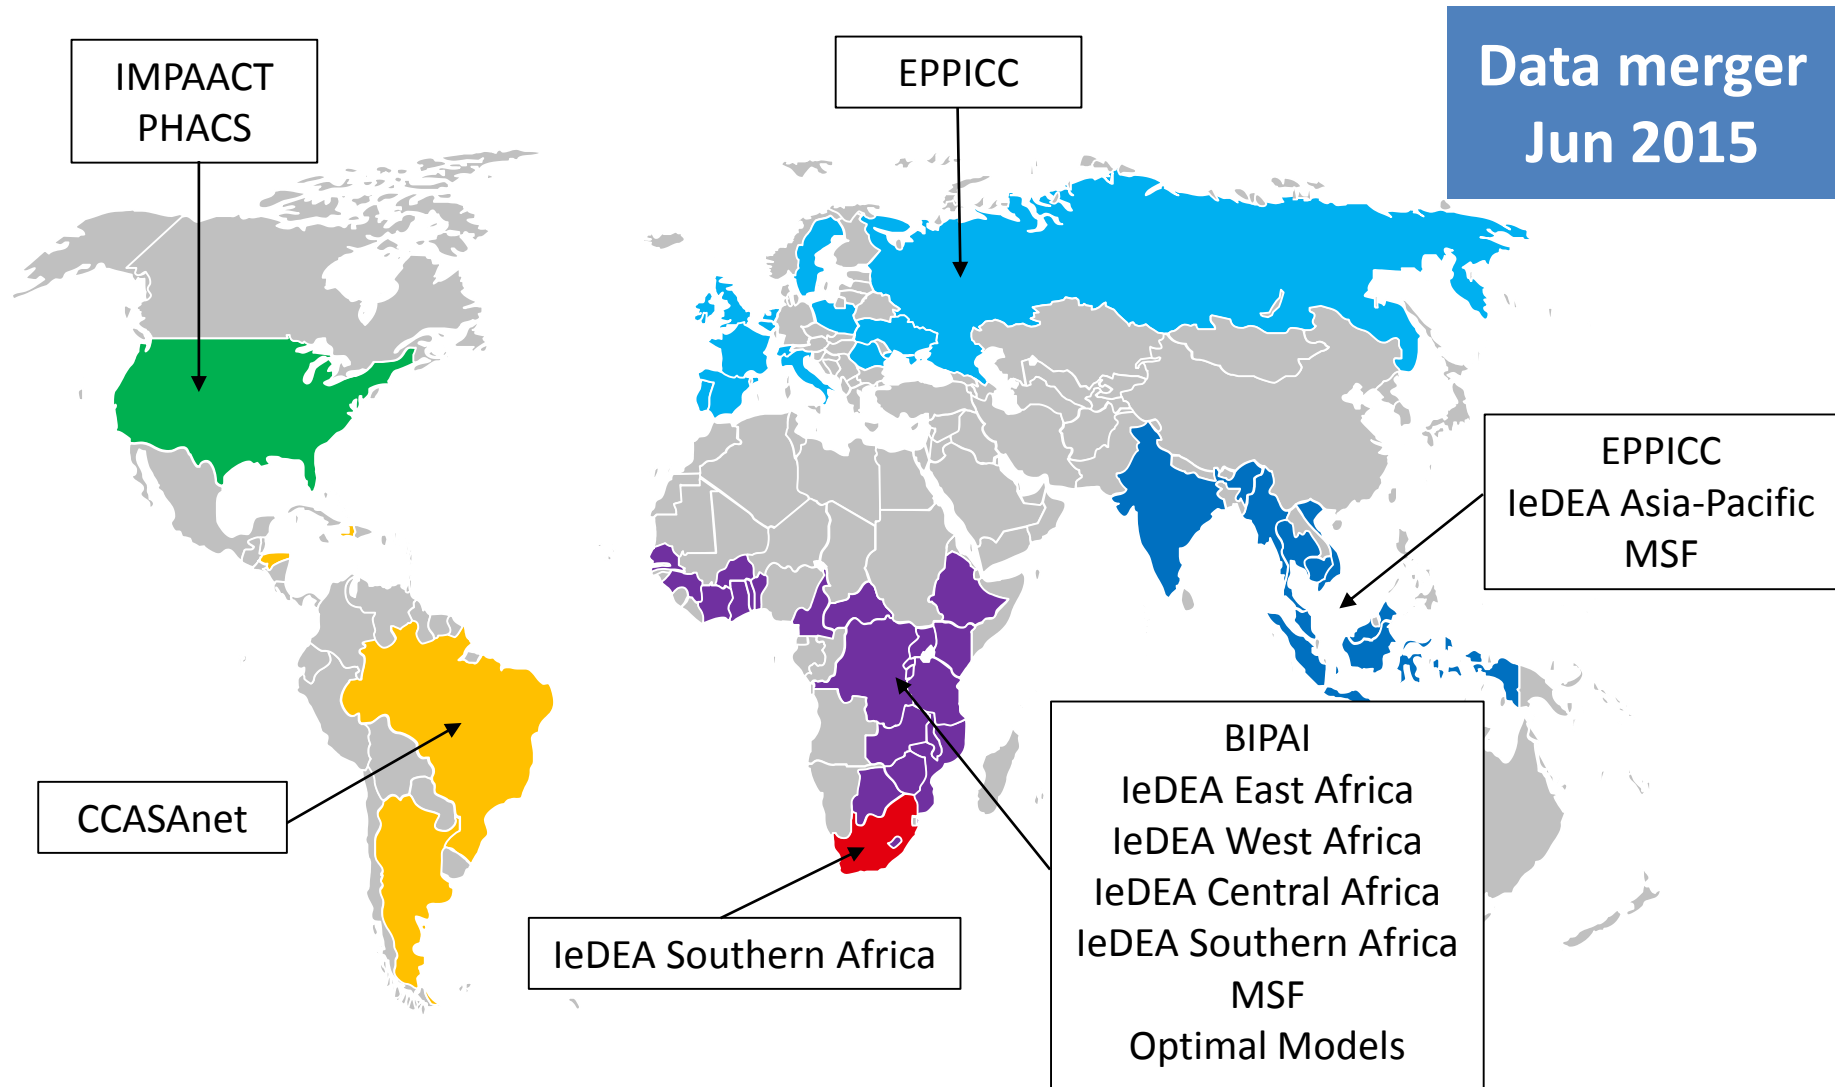 IMPAACT
PHACS
EPPICC
Data merger
Jun 2015
EPPICC
IeDEA Asia-Pacific
MSF
CCASAnet
IeDEA Southern Africa
BIPAI
IeDEA East Africa
IeDEA West Africa
IeDEA Central Africa
IeDEA Southern Africa
MSF
Optimal Models